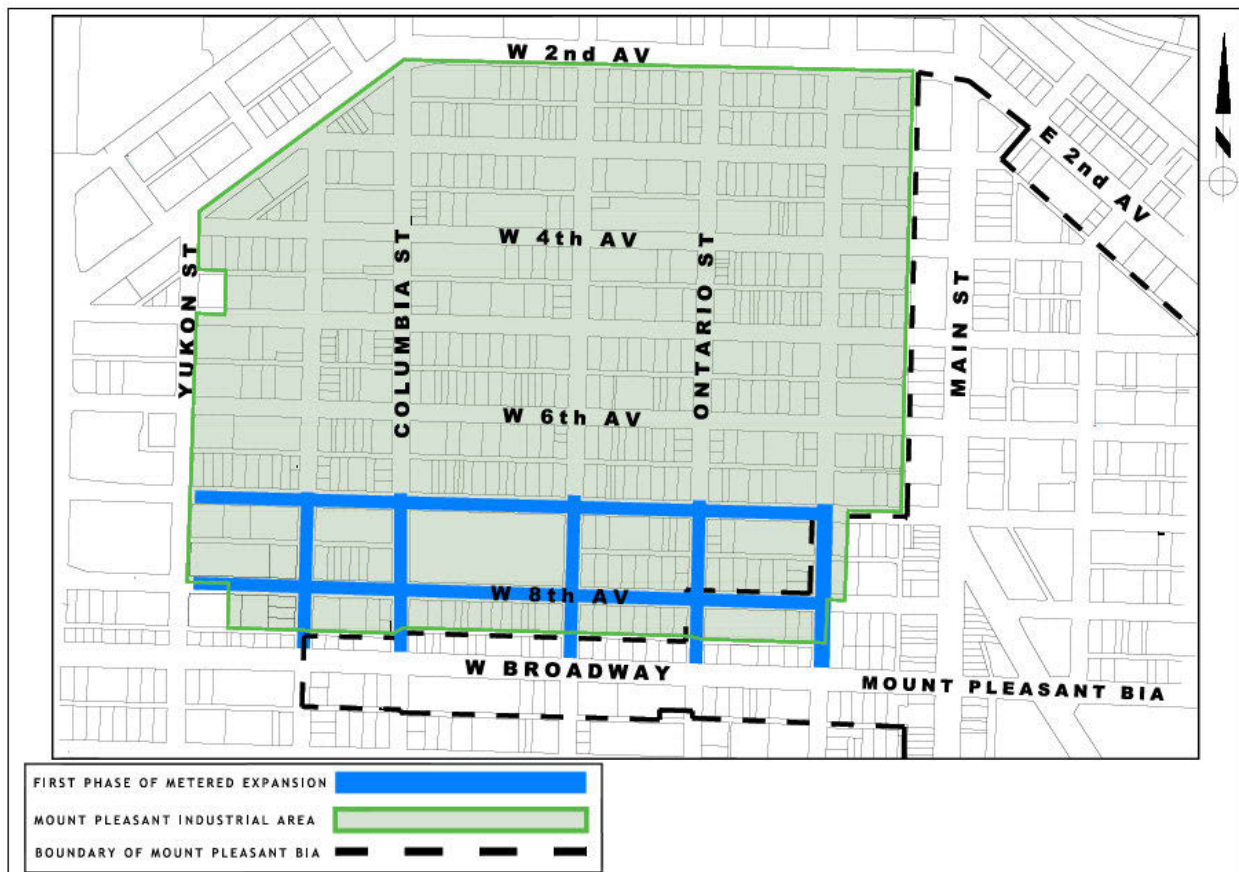 W 2nd AV
E 2nd AV
W 4th AV
YUKON ST
COLUMBIA ST
ONTARIO ST
MAIN ST
W 6th AV
W 8th AV
W BROADWAY
MOUNT PLEASANT BIA
N
FIRST PHASE OF METERED EXPANSION
MOUNT PLEASANT INDUSTRIAL AREA
BOUNDARY OF MOUNT PLEASANT BIA